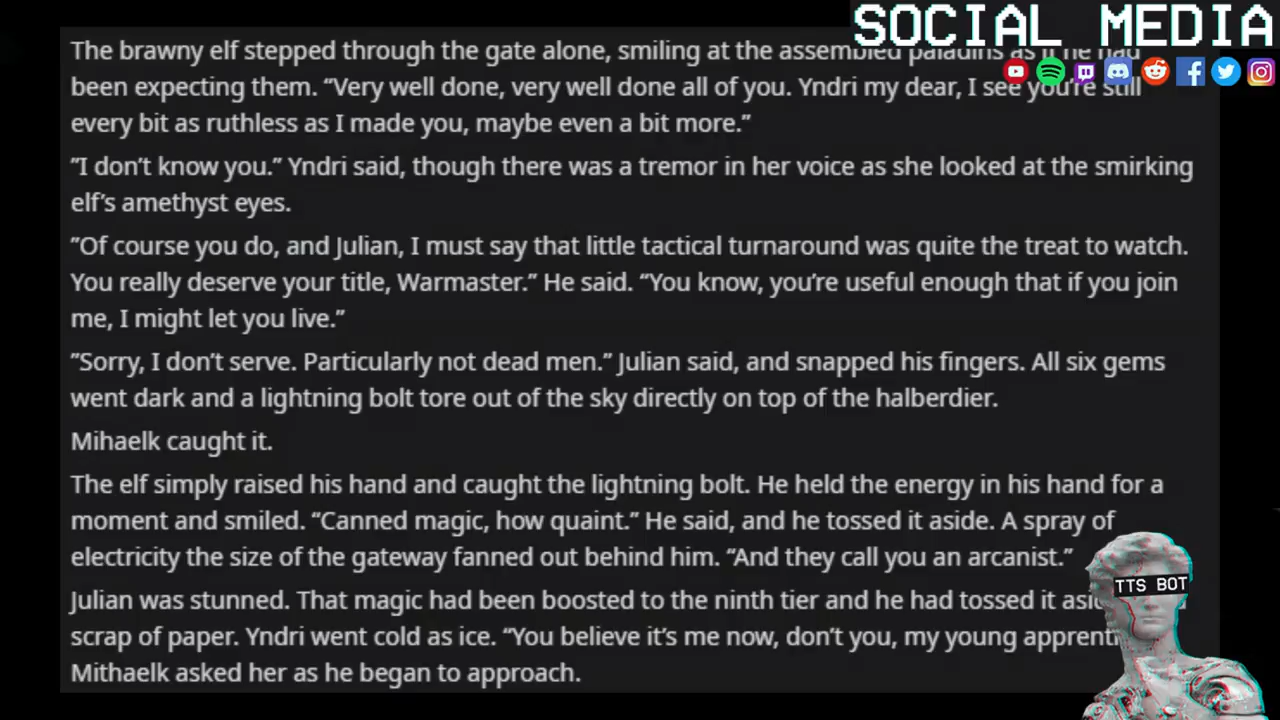 SOCIAL MEDIA
The brawny elf stepped through the gate alone, smiling at the assembled paladins as if he had
been expecting them. “Very well done, very well done all of you. Yndri my dear, I see you’re still
every bit as ruthless as I made you, maybe even a bit more.”
”I don’t know you.” Yndri said, though there was a tremor in her voice as she looked at the smirking
elf’s amethyst eyes.
”Of course you do, and Julian, I must say that little tactical turnaround was quite the treat to watch.
You really deserve your title, Warmaster.” He said. “You know, you’re useful enough that if you join
me, I might let you live.”
”Sorry, I don’t serve. Particularly not dead men.” Julian said, and snapped his fingers. All six gems
went dark and a lightning bolt tore out of the sky directly on top of the halberdier.
Mihaelk caught it.
The elf simply raised his hand and caught the lightning bolt. He held the energy in his hand for a
moment and smiled. “Canned magic, how quaint.” He said, and he tossed it aside. A spray of
electricity the size of the gateway fanned out behind him. “And they call you an arcanist.”
Julian was stunned. That magic had been boosted to the ninth tier and he had tossed it
scrap of paper. Yndri went cold as ice. “You believe it’s me now, don’t you, my young
Mithaelk asked her as he began to approach.
TTS BOT